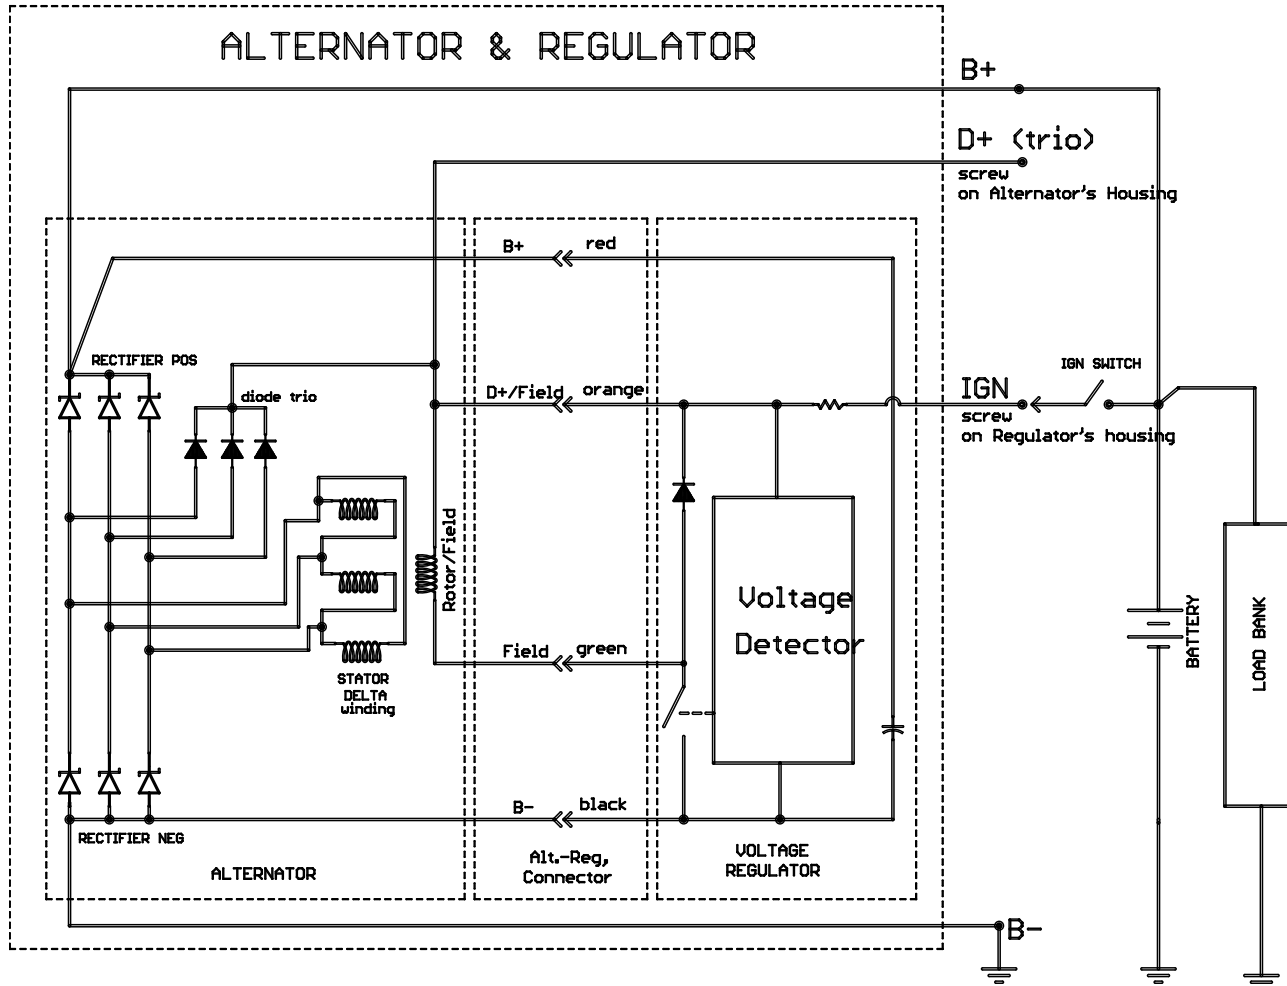 ALTERNATOR & REGULATOR
B+
D+ (trio)
screw
on Alternator's Housing
B+
red
RECTIFIER POS
diode trio
D+/Field
orange
IGN
screw
on Regulator's housing
IGN SWITCH
Rotor/Field
Voltage
Detector
BATTERY
LOAD BANK
Field
green
STATOR
DELTA
winding
B-
black
RECTIFIER NEG
ALTERNATOR
Alt.-Reg,
Connector
VOLTAGE
REGULATOR
B-